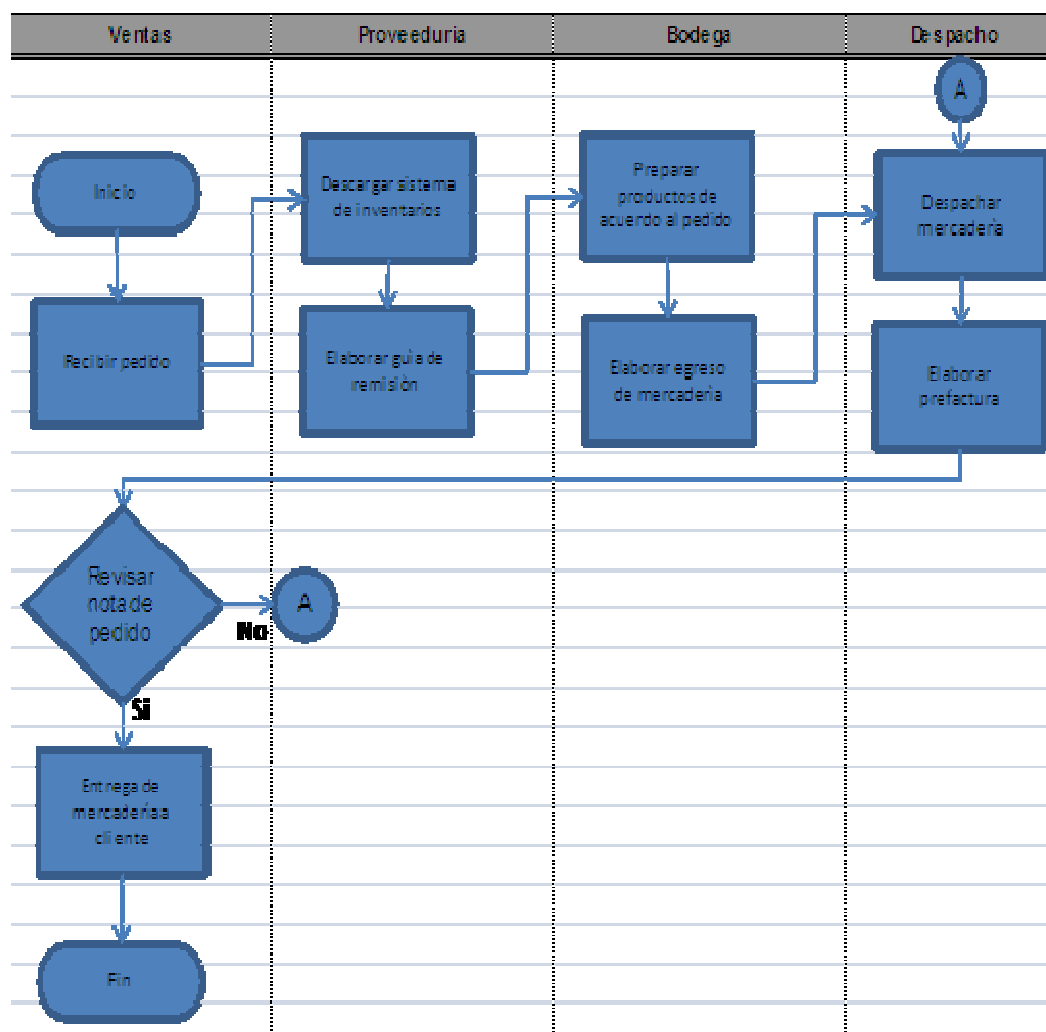 Ventas
Proveeduria
Bodega
Despacho
A
Inicio
Recibir pedido
Descargar sistema
de inventarios
Elaborar guía de
remisión
Preparar
productos de
acuerdo al pedido
Elaborar egreso
de mercadería
Despachar
mercadería
Elaborar
prefactura
Revisar
nota de
pedido
No
A
Si
Entrega de
mercadería a
cliente
Fin